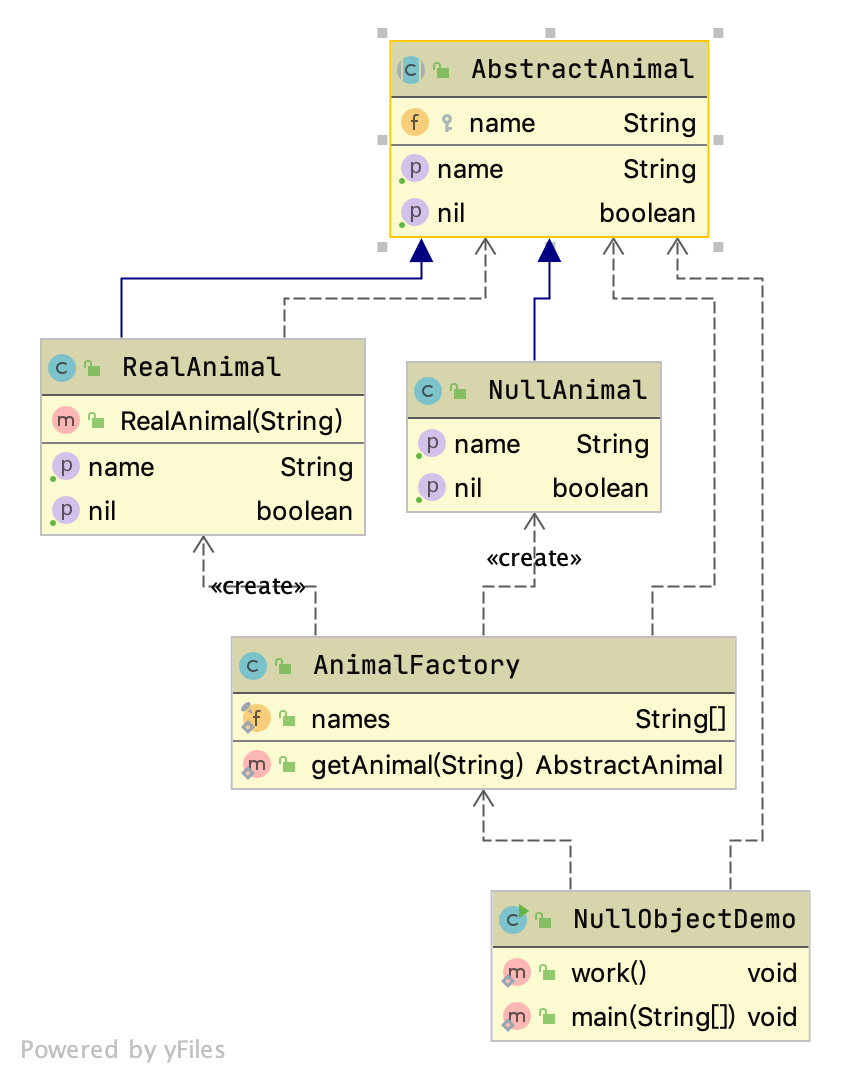 AbstractAnimal
name String
name String
nil boolean
RealAnimal
RealAnimal(String)
name String
nil boolean
NullAnimal
name String
nil boolean
«create»
«create»
AnimalFactory
names String[]
getAnimal(String) AbstractAnimal
NullObjectDemo
work() void
main(String[]) void
Powered by yFiles